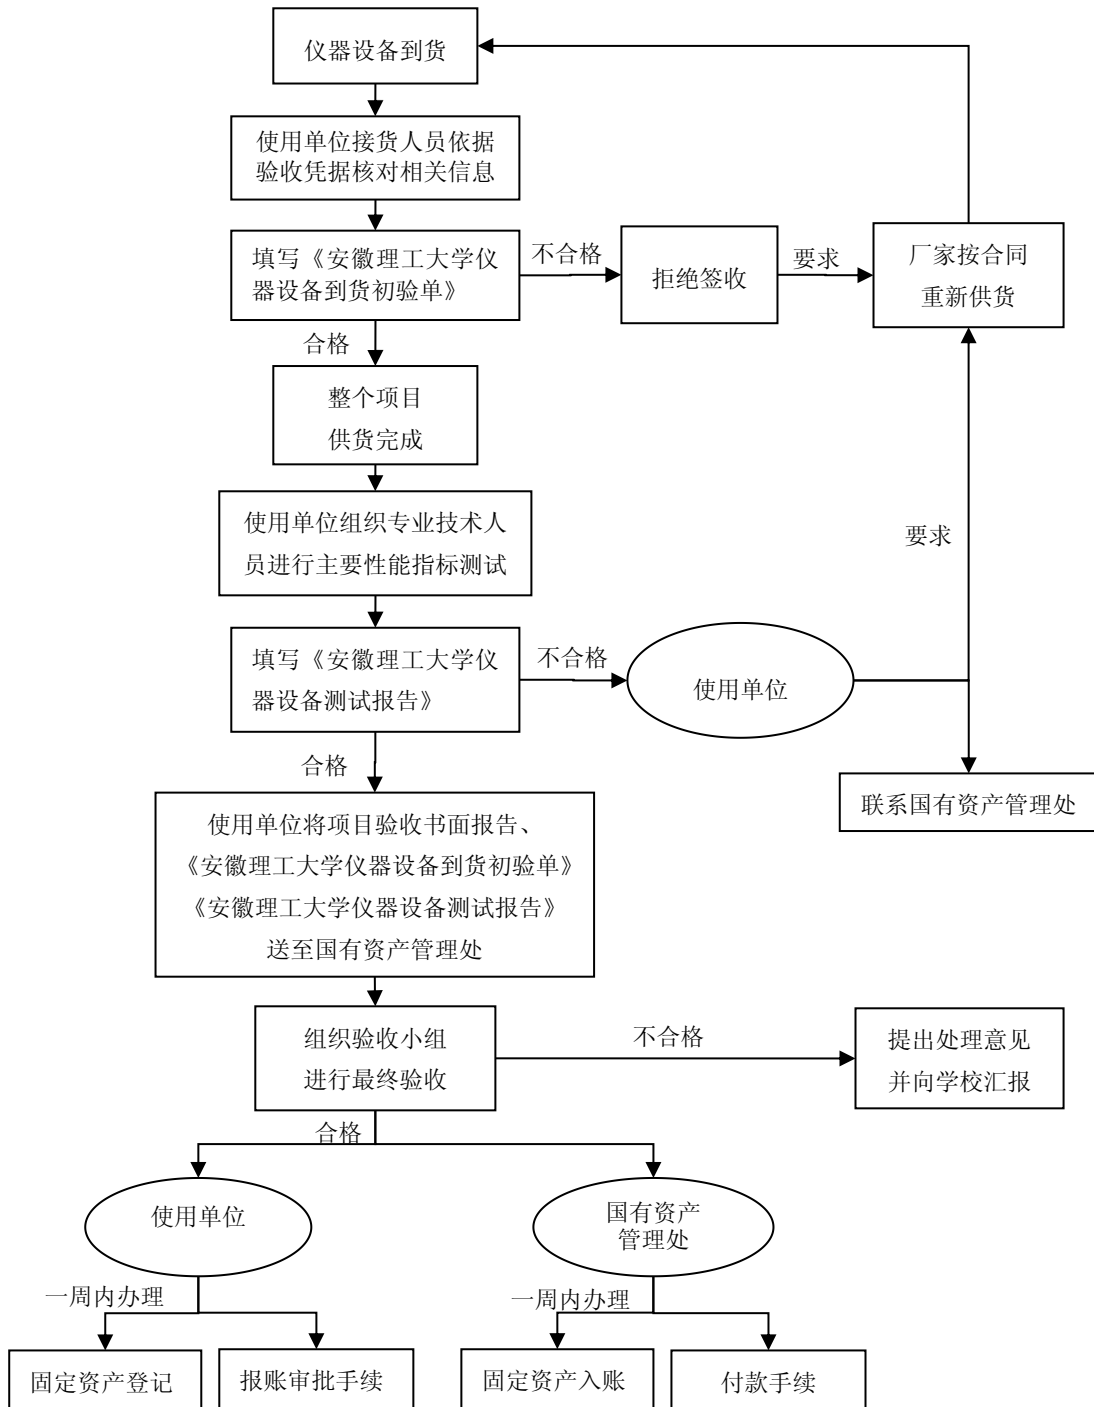 仪器设备到货
使用单位接货人员依据
验收凭据核对相关信息
填写《安徽理工大学仪
器设备到货初验单》
不合格
拒绝签收
要求
厂家按合同
重新供货
合格
整个项目
供货完成
使用单位组织专业技术人
员进行主要性能指标测试
要求
填写《安徽理工大学仪
器设备测试报告》
不合格
使用单位
合格
联系国有资产管理处
使用单位将项目验收书面报告、
《安徽理工大学仪器设备到货初验单》
《安徽理工大学仪器设备测试报告》
送至国有资产管理处
组织验收小组
进行最终验收
不合格
提出处理意见
并向学校汇报
合格
使用单位
国有资产
管理处
一周内办理
一周内办理
固定资产登记
报账审批手续
固定资产入账
付款手续